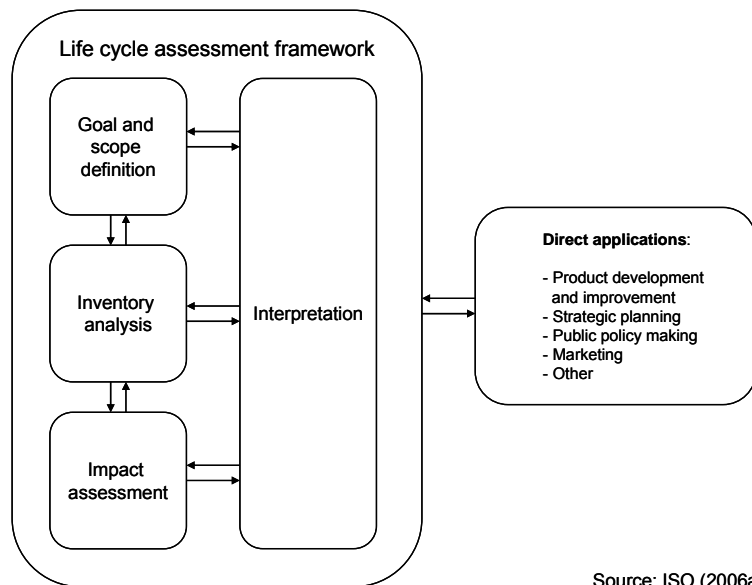 Life cycle assessment framework
Goal and
scope
definition
Inventory
analysis
Impact
assessment
Interpretation
Direct applications:
- Product development
and improvement
- Strategic planning
- Public policy making
- Marketing
- Other
Source: ISO (2006a